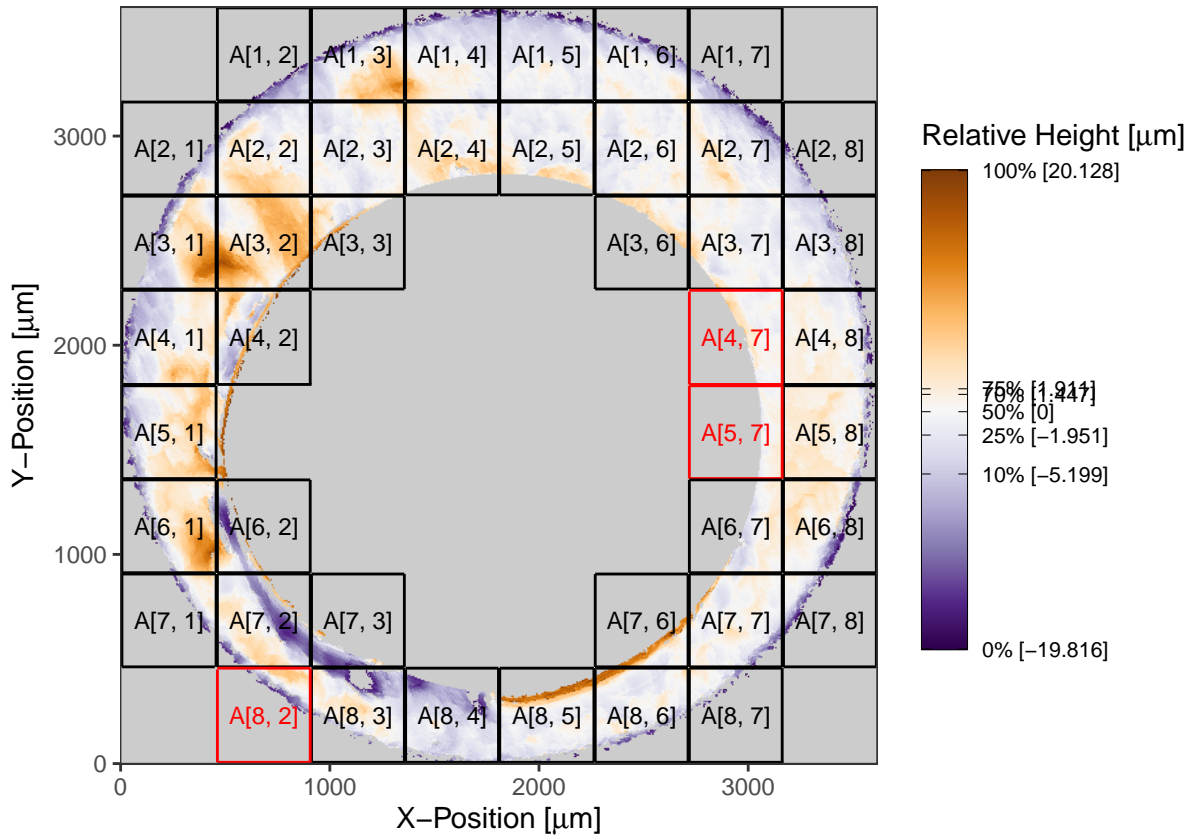 A[1, 2] A[1, 3] A[1, 4] A[1, 5] A[1, 6] A[1, 7]
A[2, 1] A[2, 2] A[2, 3] A[2, 4] A[2, 5] A[2, 6] A[2, 7] A[2, 8]
A[3, 1] A[3, 2] A[3, 3] A[3, 6] A[3, 7] A[3, 8]
A[4, 1] A[4, 2] A[4, 7] A[4, 8]
A[5, 1] A[5, 7] A[5, 8]
A[6, 1] A[6, 2] A[6, 7] A[6, 8]
A[7, 1] A[7, 2] A[7, 3] A[7, 6] A[7, 7] A[7, 8]
A[8, 2] A[8, 3] A[8, 4] A[8, 5] A[8, 6] A[8, 7]
3000
2000
1000
0
Y−Position [μm]
0 1000 2000 3000
X−Position [μm]
Relative Height [μm]
100% [20.128]
75% [1.911]
70% [1.447]
50% [0]
25% [−1.951]
10% [−5.199]
0% [−19.816]